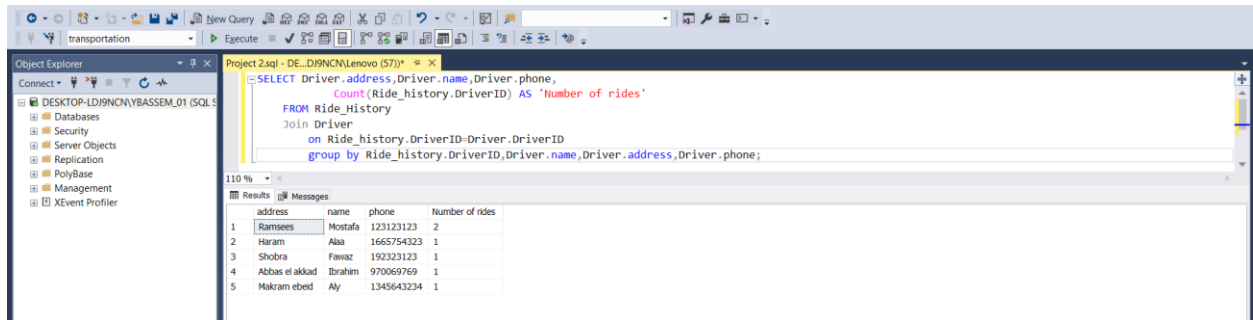 New Query
MDX DMX XMLA DAX
transportation
Execute
Object Explorer
Project 2.sql - DE...DJ9NCN\Lenovo (57))*
Connect
DESKTOP-LDJ9NCN\YBASSEM_01 (SQL S
Databases
Security
Server Objects
Replication
PolyBase
Management
XEvent Profiler
SELECT Driver.address,Driver.name,Driver.phone,
Count(Ride_history.DriverID) AS 'Number of rides'
FROM Ride_History
Join Driver
on Ride_history.DriverID=Driver.DriverID
group by Ride_history.DriverID,Driver.name,Driver.address,Driver.phone;
110 %
Results Messages
address name phone Number of rides
1 Ramsees Mostafa 123123123 2
2 Haram Alaa 1665754323 1
3 Shobra Fawaz 192323123 1
4 Abbas el akkad Ibrahim 970069769 1
5 Makram ebeid Aly 1345643234 1